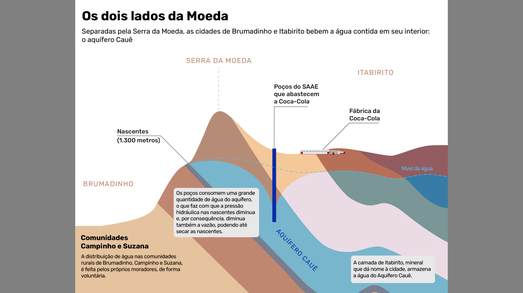 Os dois lados da Moeda
Separadas pela Serra da Moeda, as cidades de Brumadinho e Itabirito bebem a água contida em seu interior:
o aquífero Cauê
SERRA DA MOEDA
ITABIRITO
Poços do SAAE
que abastecem
a Coca-Cola
Fábrica da
Coca-Cola
Nascentes
(1.300 metros)
Nível da água
BRUMADINHO
Os poços consomem uma grande
quantidade de água do aquífero,
o que faz com que a pressão
hidráulica nas nascentes diminua
e, por consequência, diminua
também a vazão, podendo até
secar as nascentes.
AQUÍFERO CAUÊ
Comunidades
Campinho e Suzana
A distribuição de água nas comunidades
rurais de Brumadinho, Campinho e Suzana,
é feita pelos próprios moradores, de forma
voluntária.
A camada de Itabirito, mineral
que dá nome à cidade, armazena
a água do Aquífero Cauê.